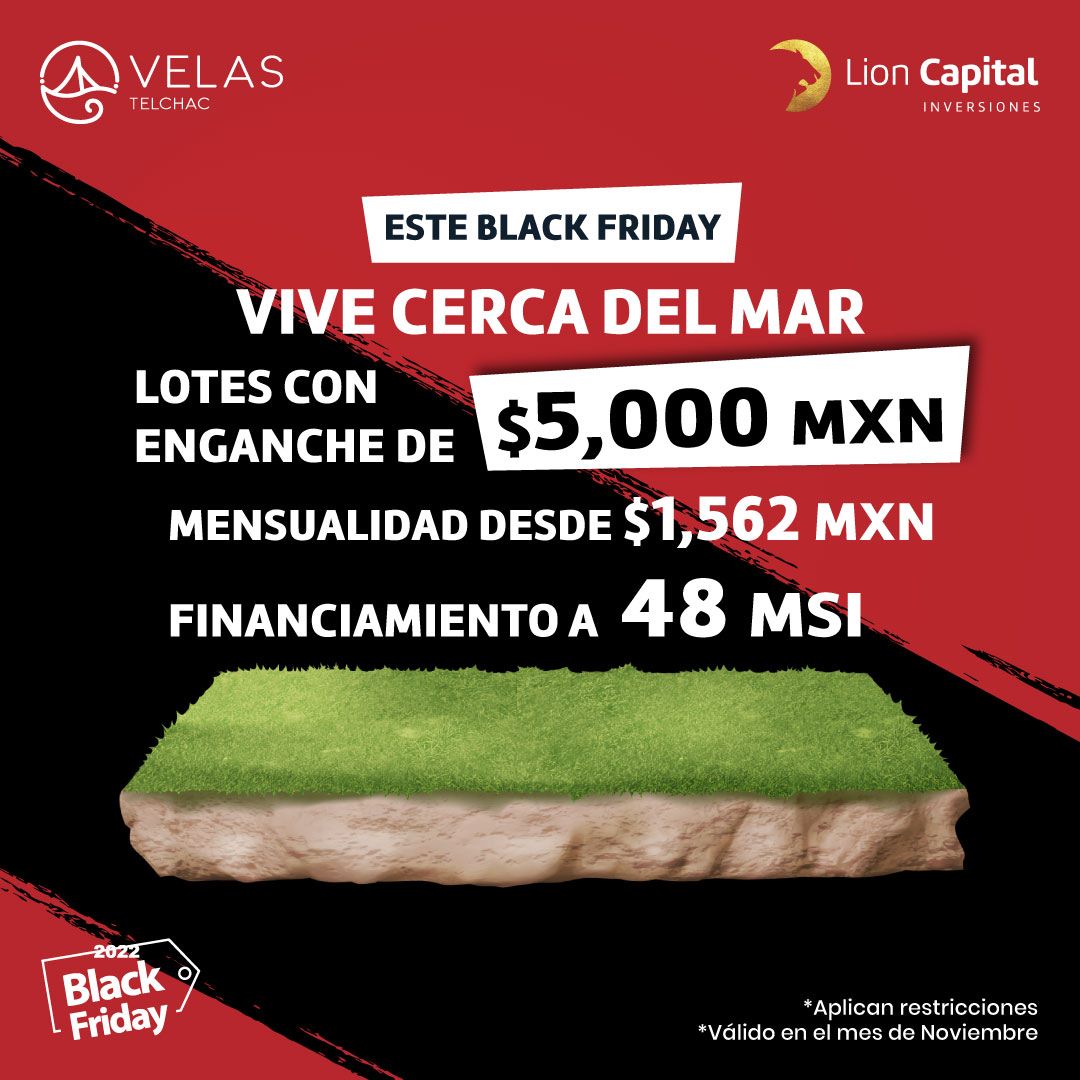 VELAS
TELCHAC
Lion Capital
INVERSIONES
ESTE BLACK FRIDAY
VIVE CERCA DEL MAR
LOTES CON
ENGANCHE DE
$5,000 MXN
MENSUALIDAD DESDE $1,562 MXN
FINANCIAMIENTO A 48 MSI
2022
Black
Friday
*Aplican restricciones
*Válido en el mes de Noviembre